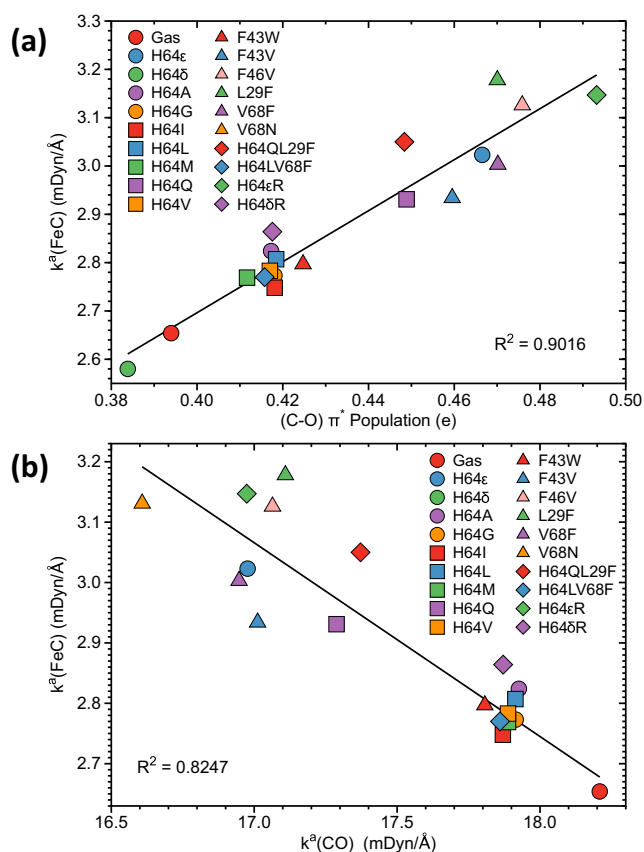 (a)
3.3
3.2
3.1
3.0
2.9
2.8
2.7
2.6
2.5
kᵃ(FeC) (mDyn/Å)
Gas
H64ε
H64δ
H64A
H64G
H64I
H64L
H64M
H64Q
H64V
F43W
F43V
F46V
L29F
V68F
V68N
H64QL29F
H64LV68F
H64εR
H64δR
R² = 0.9016
0.38 0.40 0.42 0.44 0.46 0.48 0.50
(C-O) π* Population (e)
(b)
3.2
3.1
3.0
2.9
2.8
2.7
kᵃ(FeC) (mDyn/Å)
Gas
H64ε
H64δ
H64A
H64G
H64I
H64L
H64M
H64Q
H64V
F43W
F43V
F46V
L29F
V68F
V68N
H64QL29F
H64LV68F
H64εR
H64δR
R² = 0.8247
16.5 17.0 17.5 18.0
kᵃ(CO) (mDyn/Å)